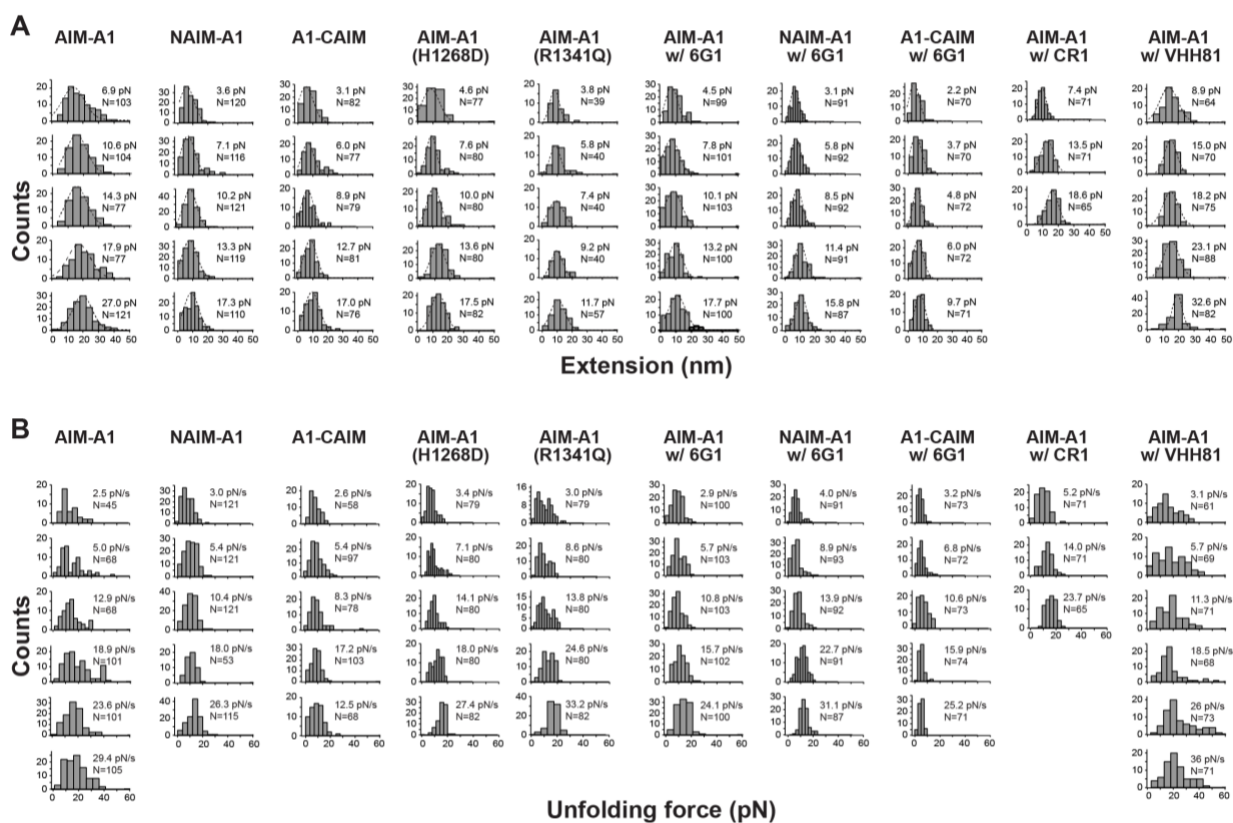 A
AIM-A1 NAIM-A1 A1-CAIM AIM-A1 (H1268D) AIM-A1 (R1341Q) AIM-A1 w/ 6G1 NAIM-A1 w/ 6G1 A1-CAIM w/ 6G1 AIM-A1 w/ CR1 AIM-A1 w/ VHH81
6.9 pN N=103 3.6 pN N=120 3.1 pN N=82 4.6 pN N=77 3.8 pN N=39 4.5 pN N=99 3.1 pN N=91 2.2 pN N=70 7.4 pN N=71 8.9 pN N=64
10.6 pN N=104 7.1 pN N=116 6.0 pN N=77 7.6 pN N=80 5.8 pN N=40 7.8 pN N=101 5.8 pN N=92 3.7 pN N=70 13.5 pN N=71 15.0 pN N=70
14.3 pN N=77 10.2 pN N=121 8.9 pN N=79 10.0 pN N=80 7.4 pN N=40 10.1 pN N=103 8.5 pN N=92 4.8 pN N=72 18.6 pN N=65 18.2 pN N=75
17.9 pN N=77 13.3 pN N=119 12.7 pN N=81 13.6 pN N=80 9.2 pN N=40 13.2 pN N=100 11.4 pN N=91 6.0 pN N=72 23.1 pN N=88
27.0 pN N=121 17.3 pN N=110 17.0 pN N=76 17.5 pN N=82 11.7 pN N=57 17.7 pN N=100 15.8 pN N=87 9.7 pN N=71 32.6 pN N=82
Counts
0 10 20 30 40 50
Extension (nm)
B
AIM-A1 NAIM-A1 A1-CAIM AIM-A1 (H1268D) AIM-A1 (R1341Q) AIM-A1 w/ 6G1 NAIM-A1 w/ 6G1 A1-CAIM w/ 6G1 AIM-A1 w/ CR1 AIM-A1 w/ VHH81
2.5 pN/s N=45 3.0 pN/s N=121 2.6 pN/s N=58 3.4 pN/s N=79 3.0 pN/s N=79 2.9 pN/s N=100 4.0 pN/s N=91 3.2 pN/s N=73 5.2 pN/s N=71 3.1 pN/s N=61
5.0 pN/s N=68 5.4 pN/s N=121 5.4 pN/s N=97 7.1 pN/s N=80 8.6 pN/s N=80 5.7 pN/s N=103 8.9 pN/s N=93 6.8 pN/s N=72 14.0 pN/s N=71 5.7 pN/s N=69
12.9 pN/s N=68 10.4 pN/s N=121 8.3 pN/s N=78 14.1 pN/s N=80 13.8 pN/s N=80 10.8 pN/s N=103 13.9 pN/s N=92 10.6 pN/s N=73 23.7 pN/s N=65 11.3 pN/s N=71
18.9 pN/s N=101 18.0 pN/s N=53 17.2 pN/s N=103 18.0 pN/s N=80 24.6 pN/s N=80 15.7 pN/s N=102 22.7 pN/s N=91 15.9 pN/s N=74 18.5 pN/s N=68
23.6 pN/s N=101 26.3 pN/s N=115 12.5 pN/s N=68 27.4 pN/s N=82 33.2 pN/s N=82 24.1 pN/s N=100 31.1 pN/s N=87 25.2 pN/s N=71 26 pN/s N=73
29.4 pN/s N=105 36 pN/s N=71
Counts
0 20 40 60
Unfolding force (pN)